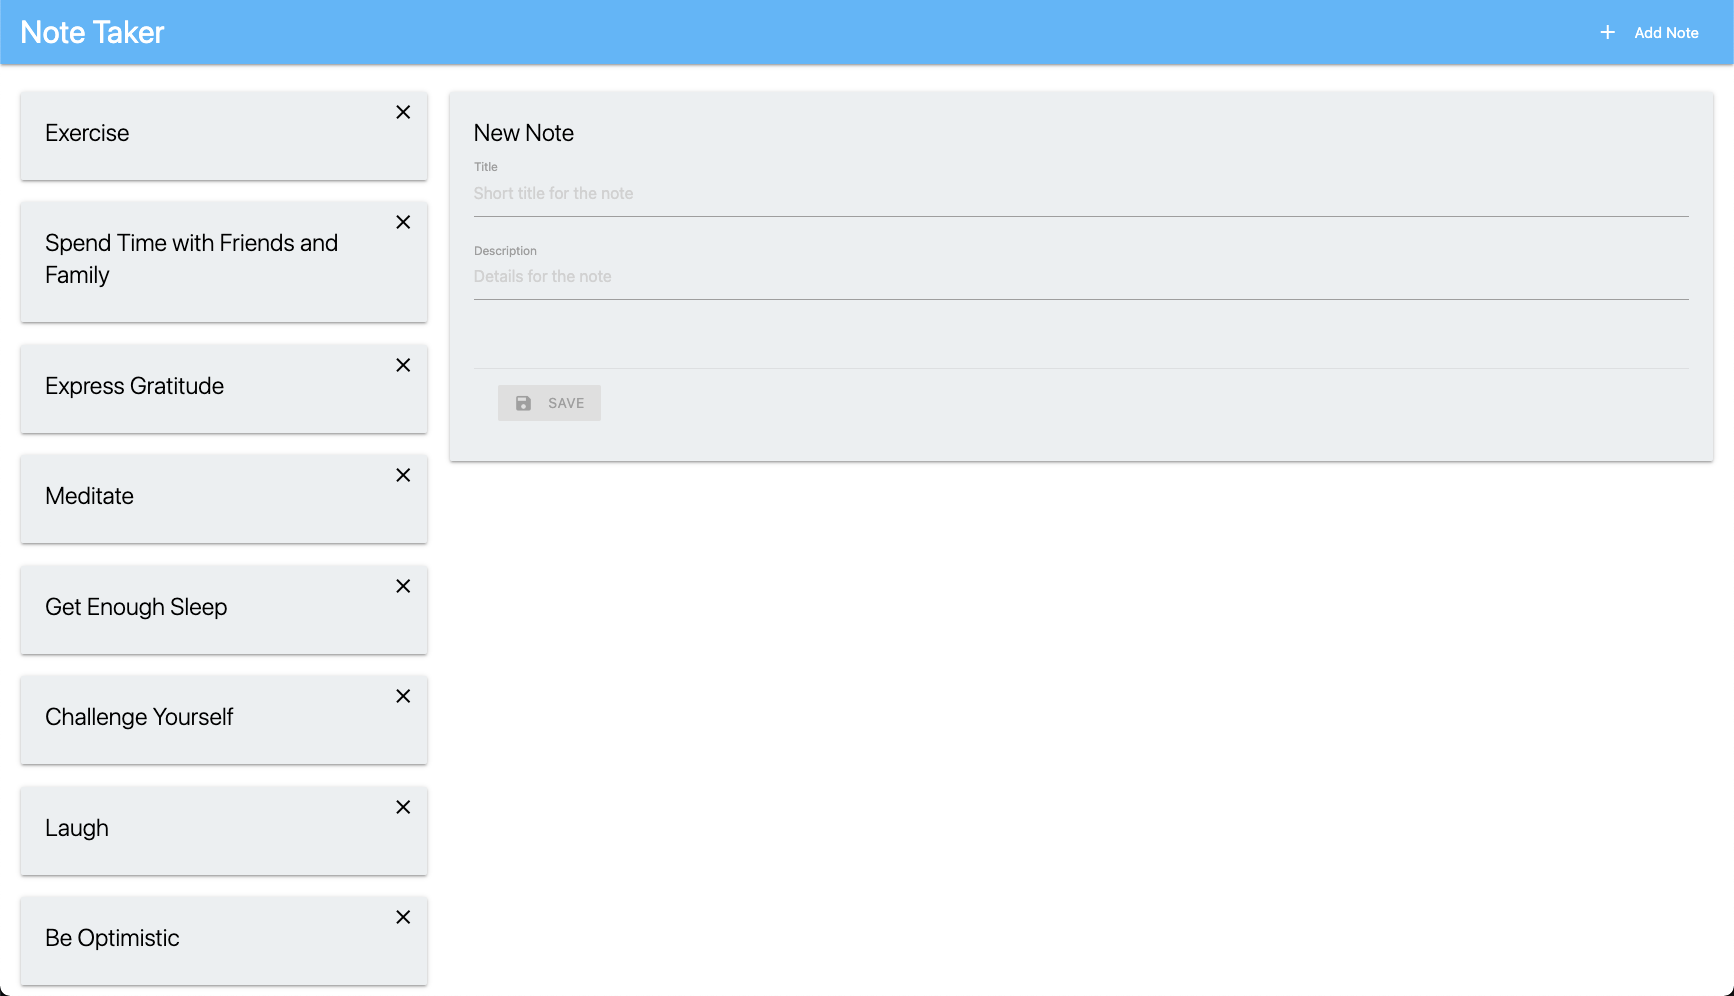 Note Taker
Add Note
Exercise
Spend Time with Friends and
Family
Express Gratitude
Meditate
Get Enough Sleep
Challenge Yourself
Laugh
Be Optimistic
New Note
Title
Short title for the note
Description
Details for the note
SAVE